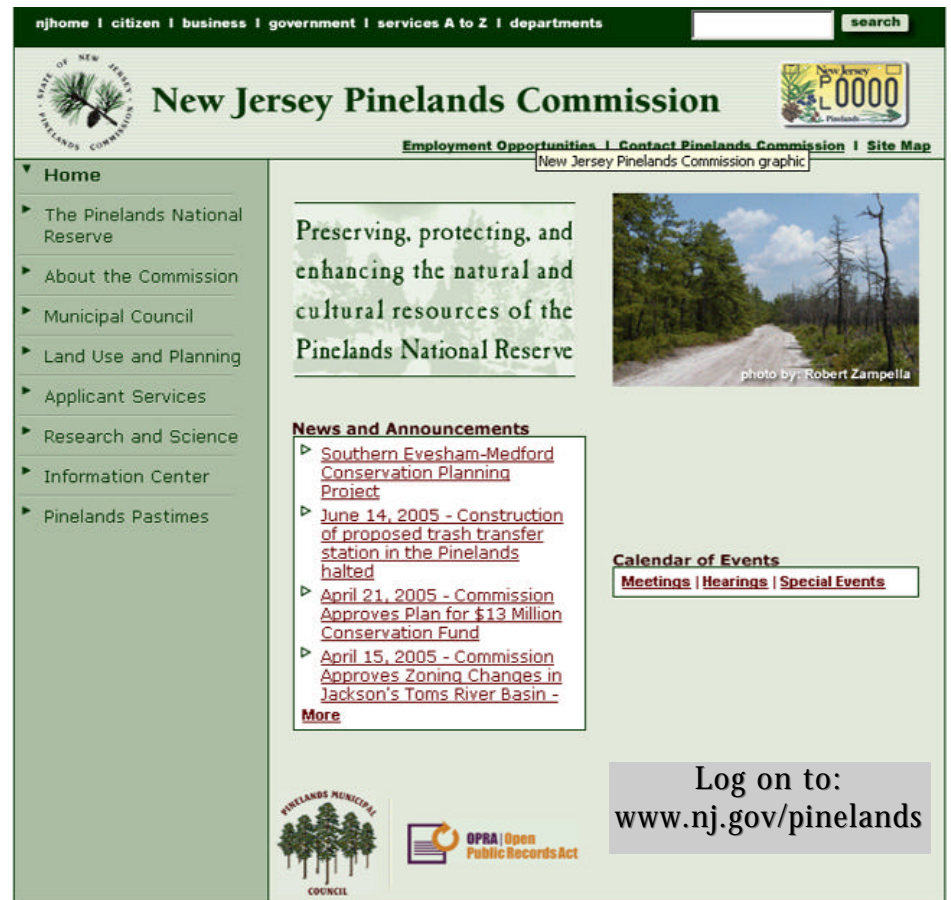 njhome I citizen I business I government I services A to Z I departments
search
STATE OF NEW JERSEY
PINELANDS COMMISSION
New Jersey Pinelands Commission
New Jersey
P
L
0000
Pinelands
Employment Opportunities I Contact Pinelands Commission I Site Map
New Jersey Pinelands Commission graphic
Home
The Pinelands National
Reserve
About the Commission
Municipal Council
Land Use and Planning
Applicant Services
Research and Science
Information Center
Pinelands Pastimes
Preserving, protecting, and
enhancing the natural and
cultural resources of the
Pinelands National Reserve
photo by: Robert Zampella
News and Announcements
Southern Evesham-Medford
Conservation Planning
Project
June 14, 2005 - Construction
of proposed trash transfer
station in the Pinelands
halted
April 21, 2005 - Commission
Approves Plan for $13 Million
Conservation Fund
April 15, 2005 - Commission
Approves Zoning Changes in
Jackson's Toms River Basin -
More
Calendar of Events
Meetings | Hearings | Special Events
Log on to:
www.nj.gov/pinelands
PINELANDS MUNICIPAL
COUNCIL
OPRA | Open
Public Records Act